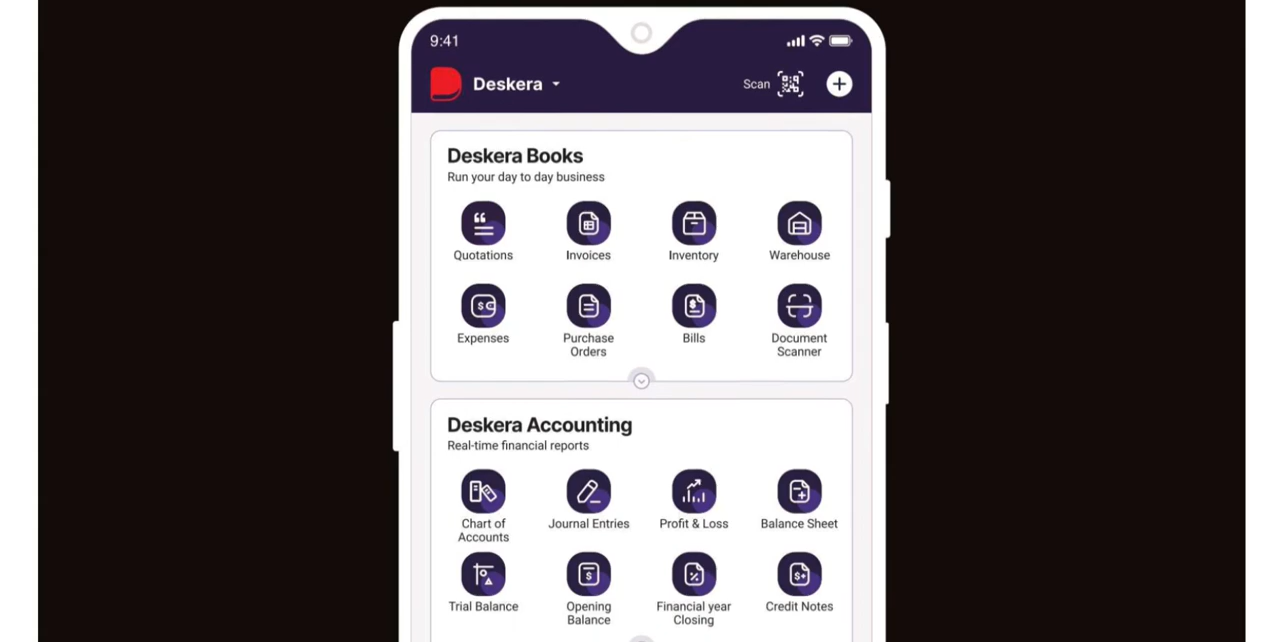 9:41
Deskera
Scan
Deskera Books
Run your day to day business
Quotations
Invoices
Inventory
Warehouse
Expenses
Purchase
Orders
Bills
Document
Scanner
Deskera Accounting
Real-time financial reports
Chart of
Accounts
Journal Entries
Profit & Loss
Balance Sheet
Trial Balance
Opening
Balance
Financial year
Closing
Credit Notes